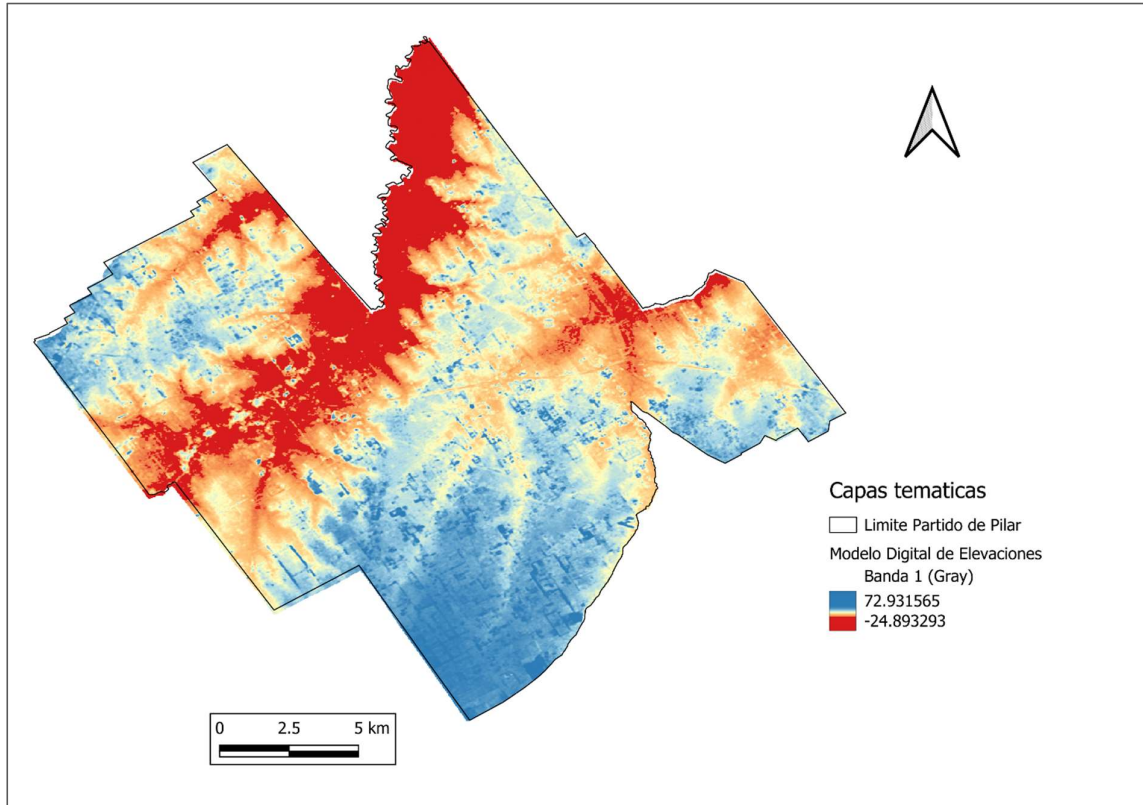 Capas tematicas
Limite Partido de Pilar
Modelo Digital de Elevaciones
Banda 1 (Gray)
72.931565
-24.893293
0 2.5 5 km